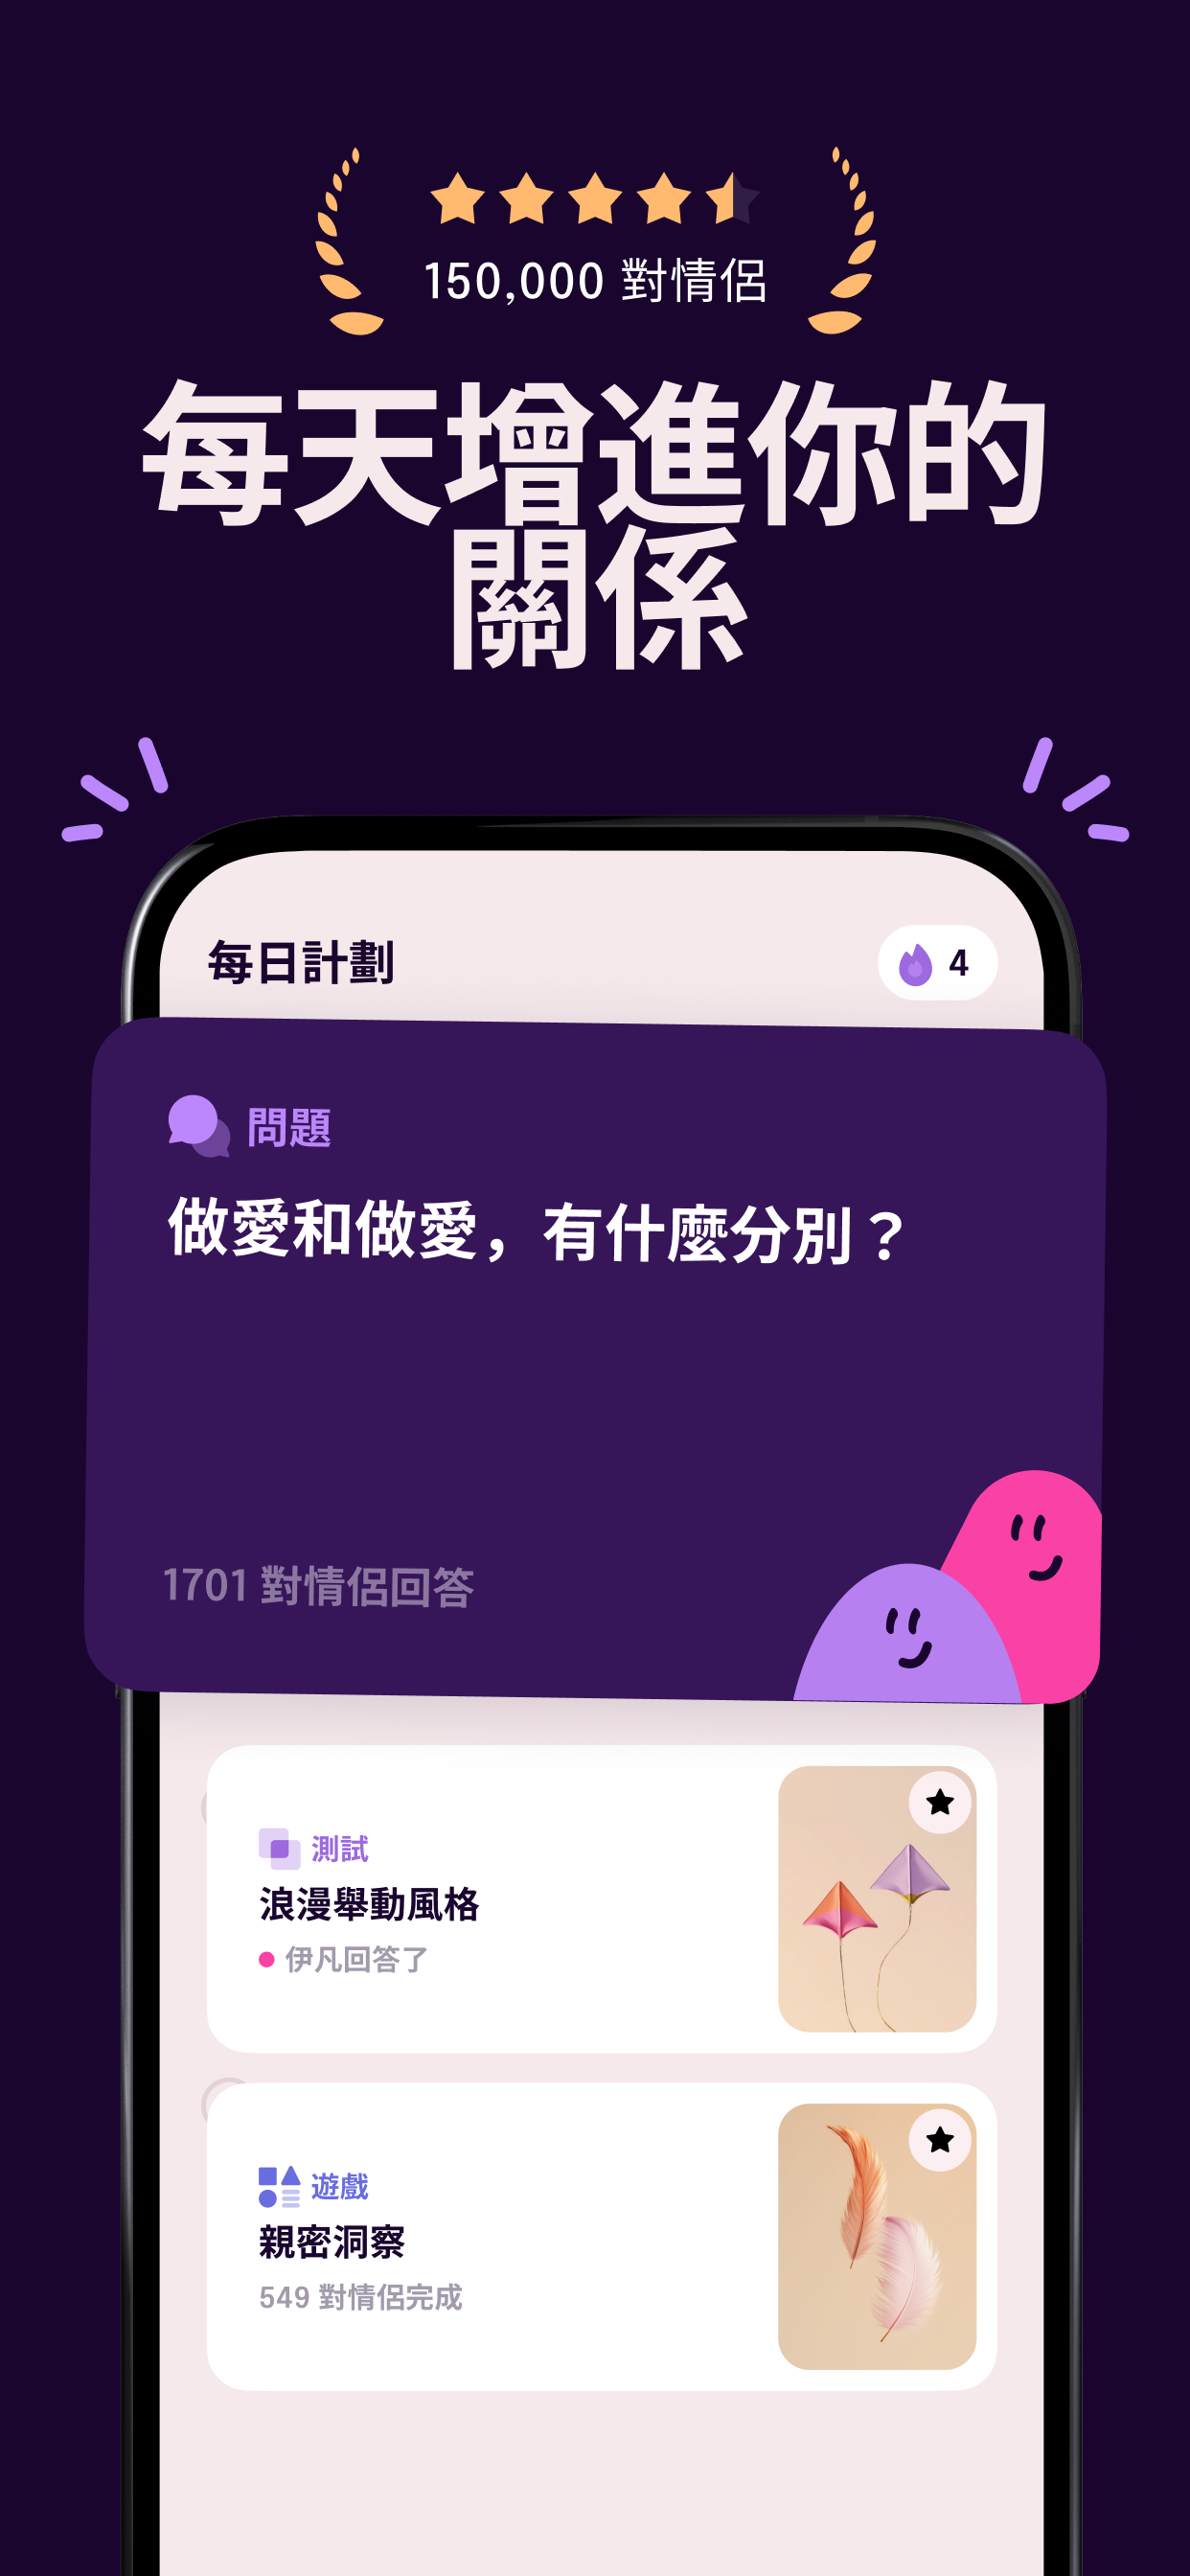 150,000 對情侶
每天增進你的
關係
每日計劃
4
問題
做愛和做愛，有什麼分別？
1701 對情侶回答
測試
浪漫舉動風格
伊凡回答了
遊戲
親密洞察
549 對情侶完成